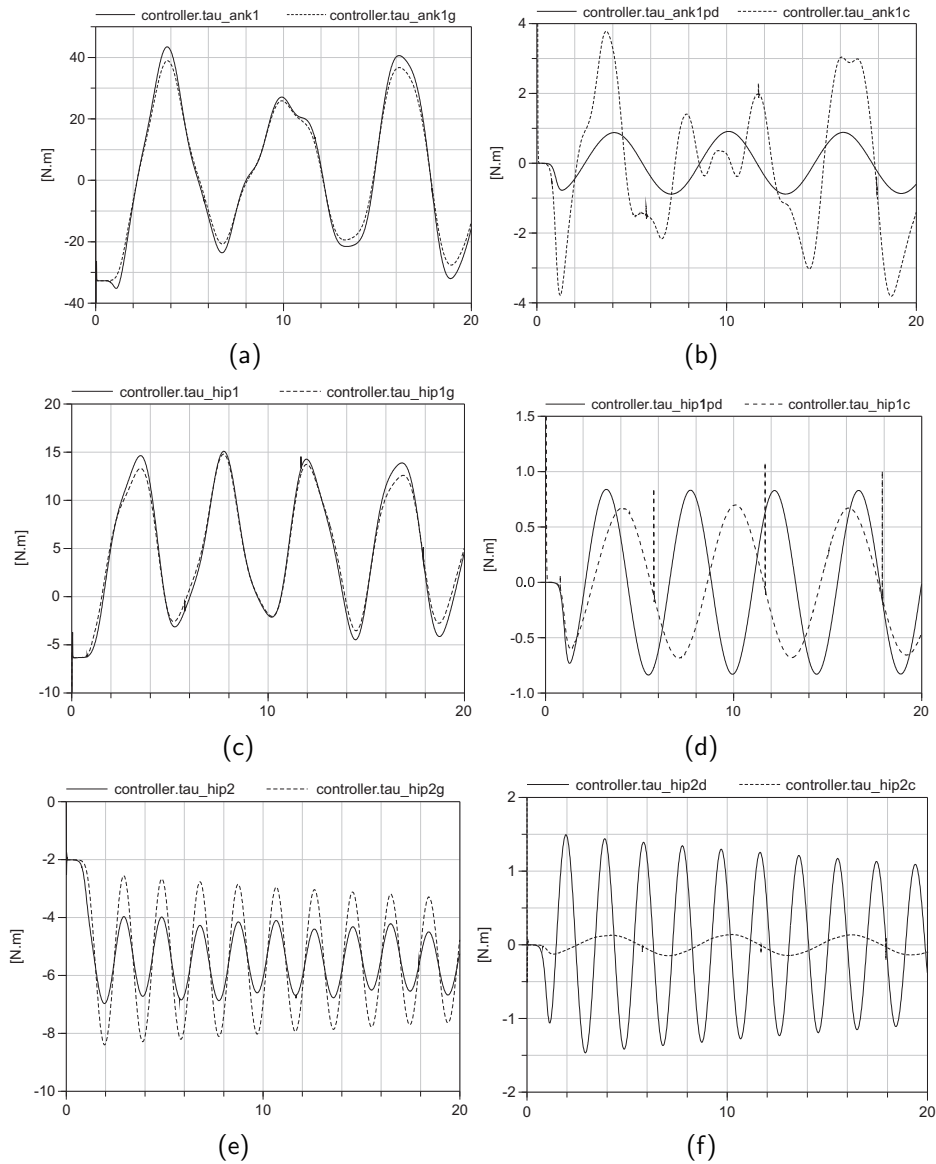 controller.tau_ank1 controller.tau_ank1g
40
20
0
-20
-40
[N.m]
0 10 20
(a)
controller.tau_ank1pd controller.tau_ank1c
4
2
0
-2
-4
[N.m]
0 10 20
(b)
controller.tau_hip1 controller.tau_hip1g
20
15
10
5
0
-5
-10
[N.m]
0 10 20
(c)
controller.tau_hip1pd controller.tau_hip1c
1.5
1.0
0.5
0.0
-0.5
-1.0
[N.m]
0 10 20
(d)
controller.tau_hip2 controller.tau_hip2g
0
-2
-4
-6
-8
-10
[N.m]
0 10 20
(e)
controller.tau_hip2d controller.tau_hip2c
2
1
0
-1
-2
[N.m]
0 10 20
(f)